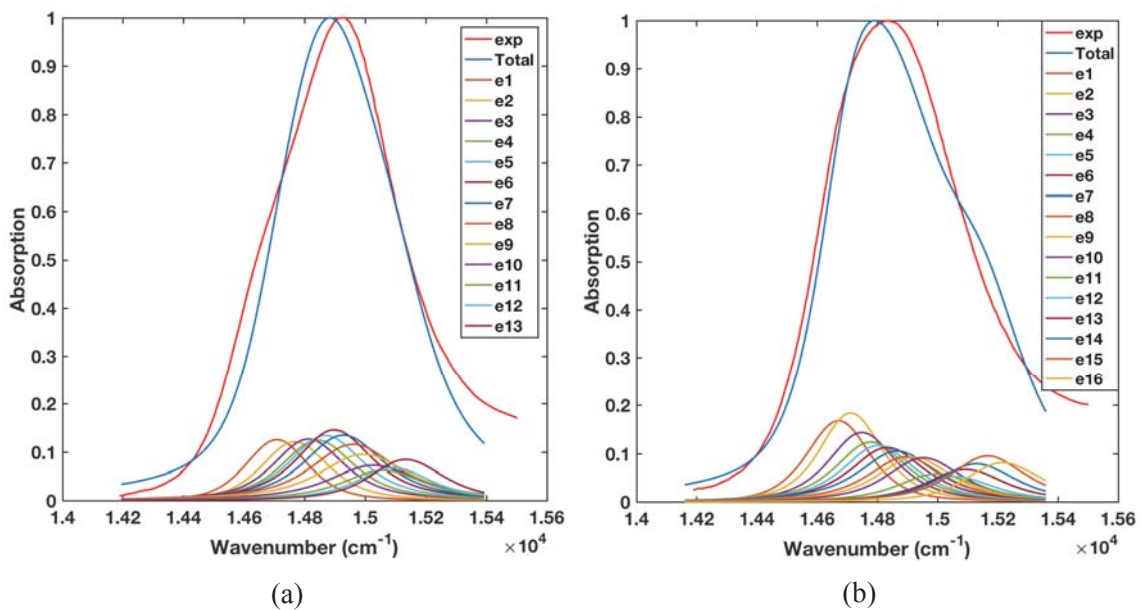 1
0.9
0.8
0.7
0.6
0.5
0.4
0.3
0.2
0.1
0
Absorption
1.4 1.42 1.44 1.46 1.48 1.5 1.52 1.54 1.56
Wavenumber (cm-1) ×10^4
exp
Total
e1
e2
e3
e4
e5
e6
e7
e8
e9
e10
e11
e12
e13
(a)
1
0.9
0.8
0.7
0.6
0.5
0.4
0.3
0.2
0.1
0
Absorption
1.4 1.42 1.44 1.46 1.48 1.5 1.52 1.54 1.56
Wavenumber (cm-1) ×10^4
exp
Total
e1
e2
e3
e4
e5
e6
e7
e8
e9
e10
e11
e12
e13
e14
e15
e16
(b)